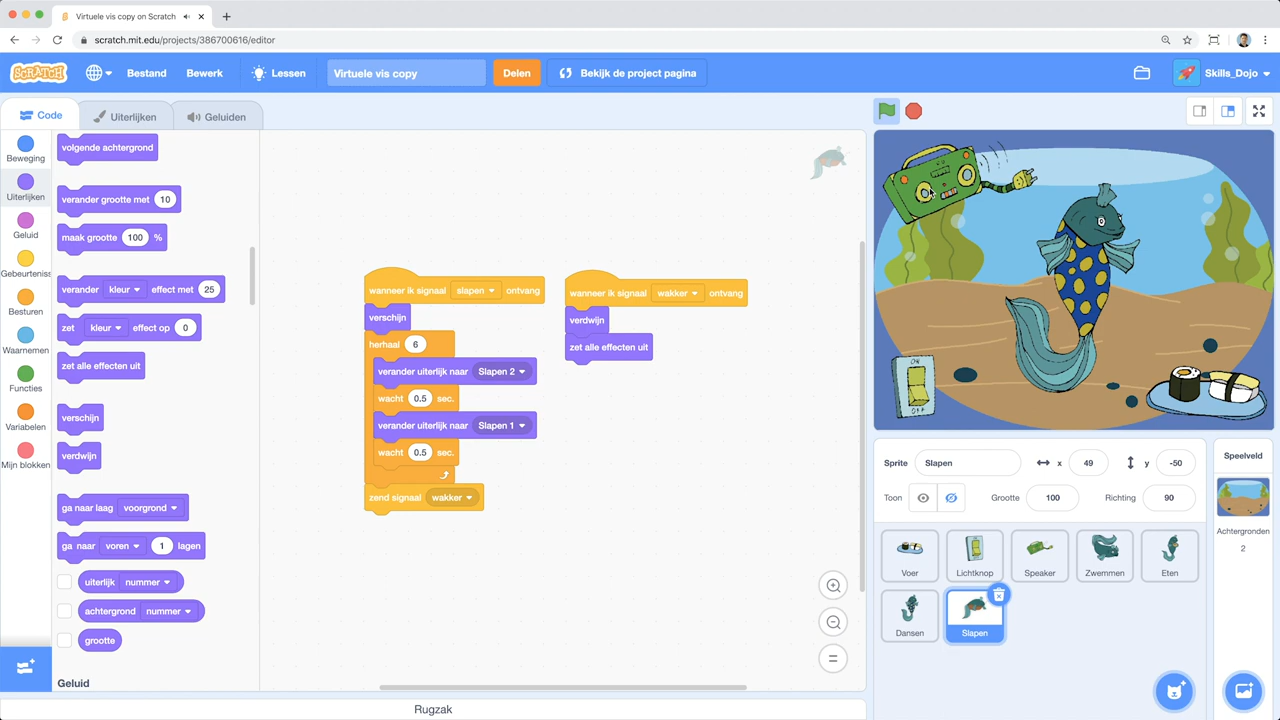 Virtuele vis copy on Scratch
scratch.mit.edu/projects/386700616/editor
SCRATCH
Bestand
Bewerk
Lessen
Virtuele vis copy
Delen
Bekijk de project pagina
Skills_Dojo
Code
Uiterlijken
Geluiden
Beweging
Uiterlijken
Geluid
Gebeurteniss
Besturen
Waarnemen
Functies
Variabelen
Mijn blokken
volgende achtergrond
verander grootte met 10
maak grootte 100 %
verander kleur effect met 25
zet kleur effect op 0
zet alle effecten uit
verschijn
verdwijn
ga naar laag voorgrond
ga naar voren 1 lagen
uiterlijk nummer
achtergrond nummer
grootte
Geluid
wanneer ik signaal slapen ontvang
verschijn
herhaal 6
verander uiterlijk naar Slapen 2
wacht 0.5 sec.
verander uiterlijk naar Slapen 1
wacht 0.5 sec.
zend signaal wakker
wanneer ik signaal wakker ontvang
verdwijn
zet alle effecten uit
ON
OFF
Sprite Slapen x 49 y -50
Toon Grootte 100 Richting 90
Voer
Lichtknop
Speaker
Zwemmen
Eten
Dansen
Slapen
Speelveld
Achtergronden
2
Rugzak